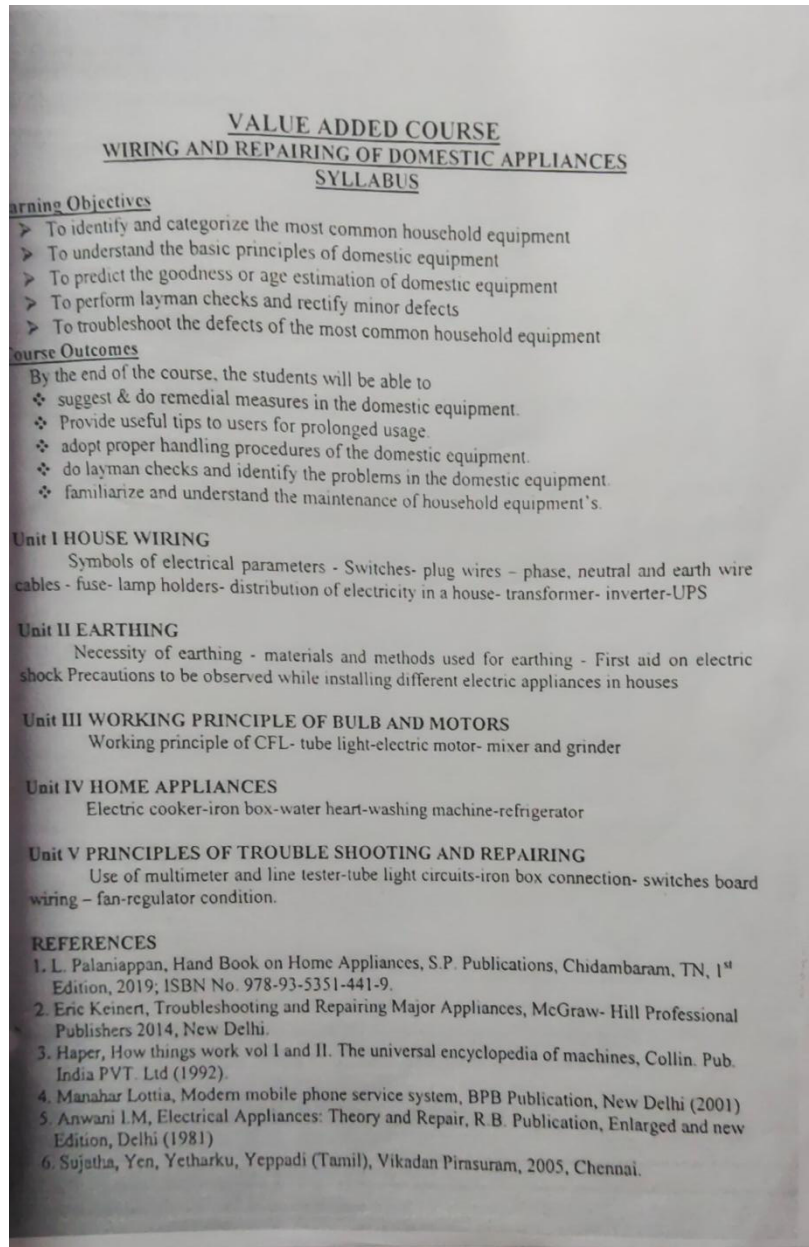 VALUE ADDED COURSE
WIRING AND REPAIRING OF DOMESTIC APPLIANCES
SYLLABUS
arning Objectives
➢ To identify and categorize the most common household equipment
➢ To understand the basic principles of domestic equipment
➢ To predict the goodness or age estimation of domestic equipment
➢ To perform layman checks and rectify minor defects
➢ To troubleshoot the defects of the most common household equipment
ourse Outcomes
By the end of the course, the students will be able to
❖ suggest & do remedial measures in the domestic equipment.
❖ Provide useful tips to users for prolonged usage.
❖ adopt proper handling procedures of the domestic equipment.
❖ do layman checks and identify the problems in the domestic equipment.
❖ familiarize and understand the maintenance of household equipment's.
Unit I HOUSE WIRING
Symbols of electrical parameters - Switches- plug wires – phase, neutral and earth wire
cables - fuse- lamp holders- distribution of electricity in a house- transformer- inverter-UPS
Unit II EARTHING
Necessity of earthing - materials and methods used for earthing - First aid on electric
shock Precautions to be observed while installing different electric appliances in houses
Unit III WORKING PRINCIPLE OF BULB AND MOTORS
Working principle of CFL- tube light-electric motor- mixer and grinder
Unit IV HOME APPLIANCES
Electric cooker-iron box-water heart-washing machine-refrigerator
Unit V PRINCIPLES OF TROUBLE SHOOTING AND REPAIRING
Use of multimeter and line tester-tube light circuits-iron box connection- switches board
wiring – fan-regulator condition.
REFERENCES
1. L. Palaniappan, Hand Book on Home Appliances, S.P. Publications, Chidambaram, TN, 1st
Edition, 2019; ISBN No. 978-93-5351-441-9.
2. Eric Keinert, Troubleshooting and Repairing Major Appliances, McGraw- Hill Professional
Publishers 2014, New Delhi.
3. Haper, How things work vol I and II. The universal encyclopedia of machines, Collin. Pub.
India PVT. Ltd (1992).
4. Manahar Lottia, Modern mobile phone service system, BPB Publication, New Delhi (2001)
5. Anwani I.M, Electrical Appliances: Theory and Repair, R.B. Publication, Enlarged and new
Edition, Delhi (1981)
6. Sujatha, Yen, Yetharku, Yeppadi (Tamil), Vikadan Pirasuram, 2005, Chennai.